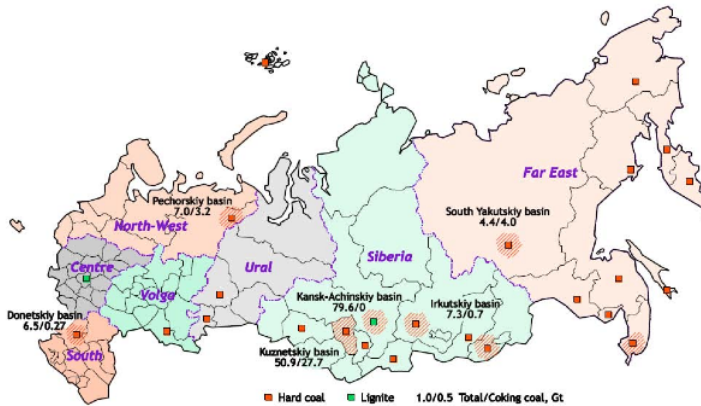 Far East
Pechorskiy basin
7.0/3.2
North-West
South Yakutskiy basin
4.4/4.0
Centre
Ural
Siberia
Volga
Kansk-Achinskiy basin
79.6/0
Irkutskiy basin
7.3/0.7
Donetskiy basin
6.5/0.27
South
Kuznetskiy basin
50.9/27.7
Hard coal
Lignite
1.0/0.5 Total/Coking coal, Gt